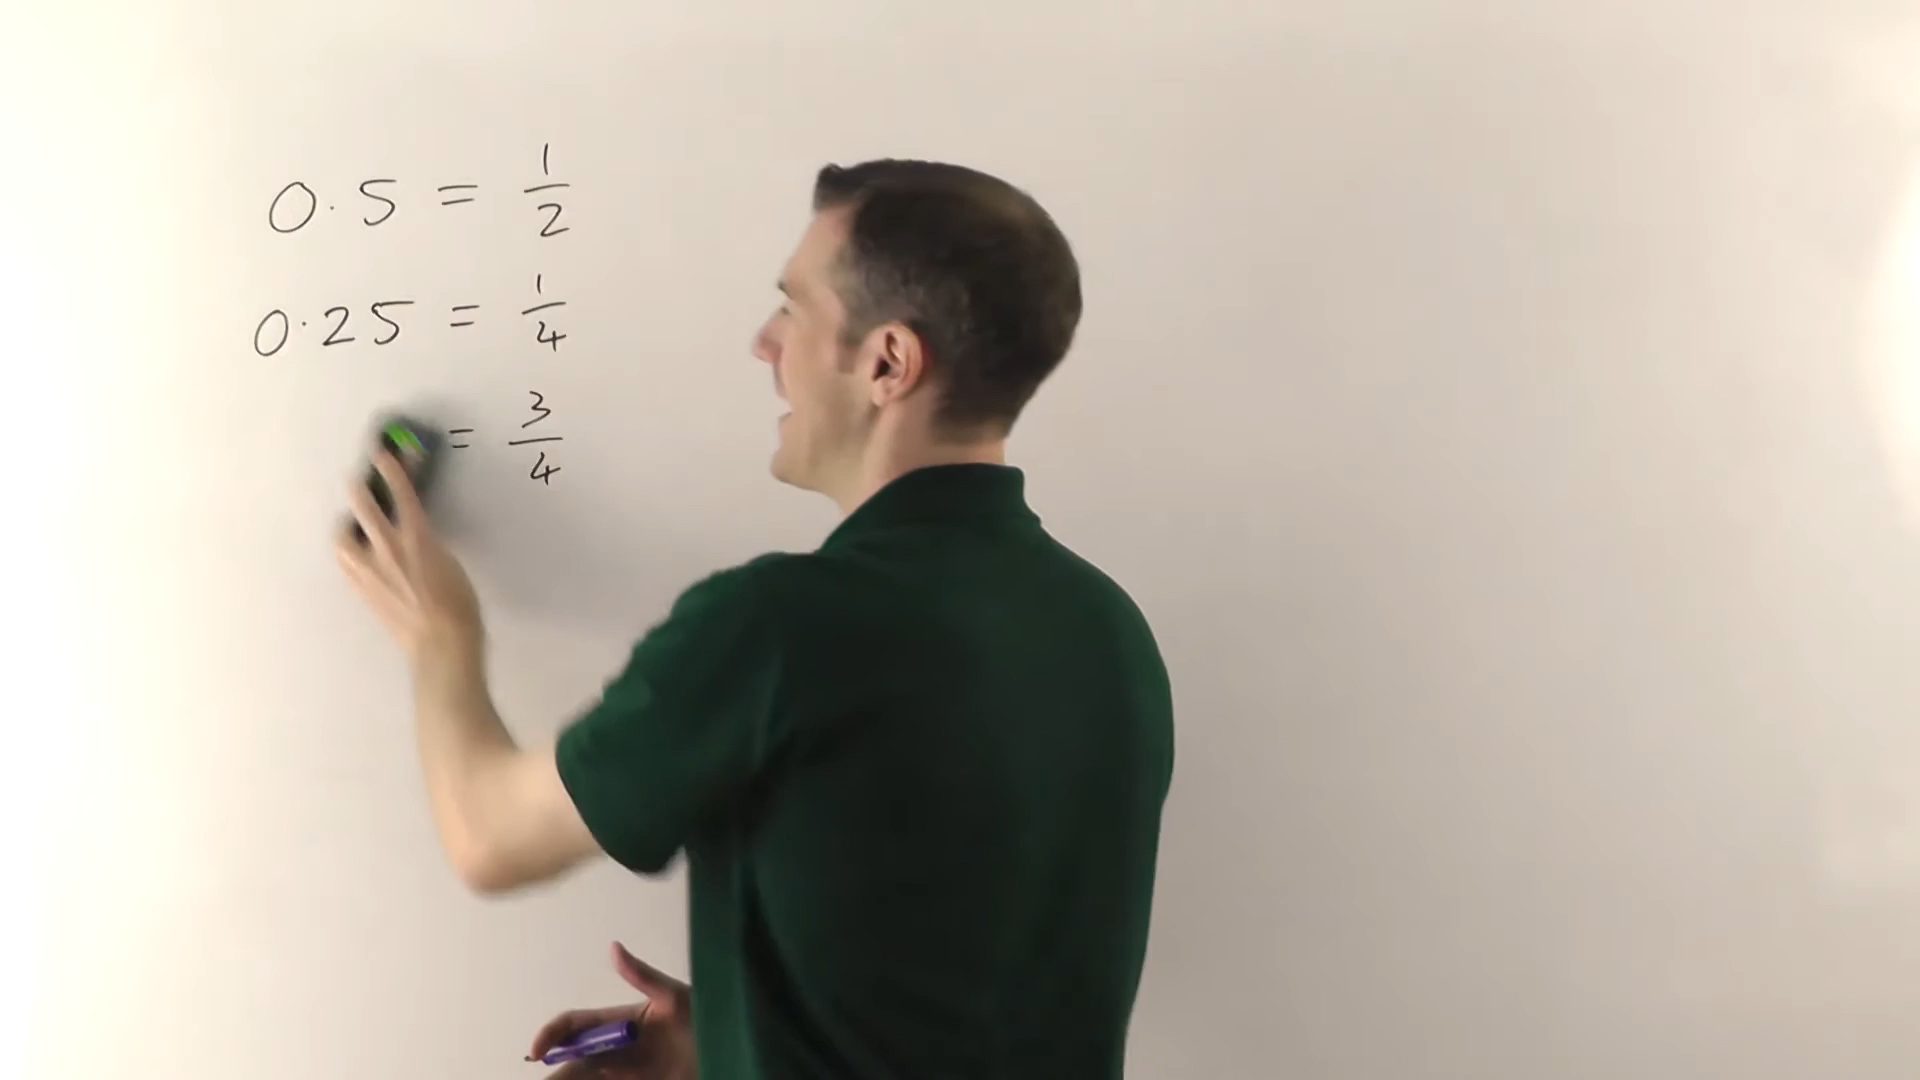 0.5 = 1/2
0.25 = 1/4
= 3/4